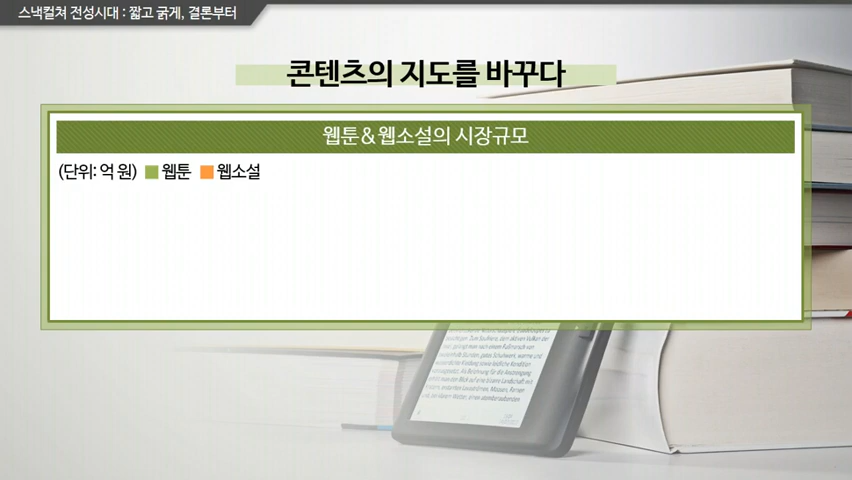 스낵컬쳐 전성시대 : 짧고 굵게, 결론부터
콘텐츠의 지도를 바꾸다
웹툰&웹소설의 시장규모
(단위: 억 원) 웹툰 웹소설